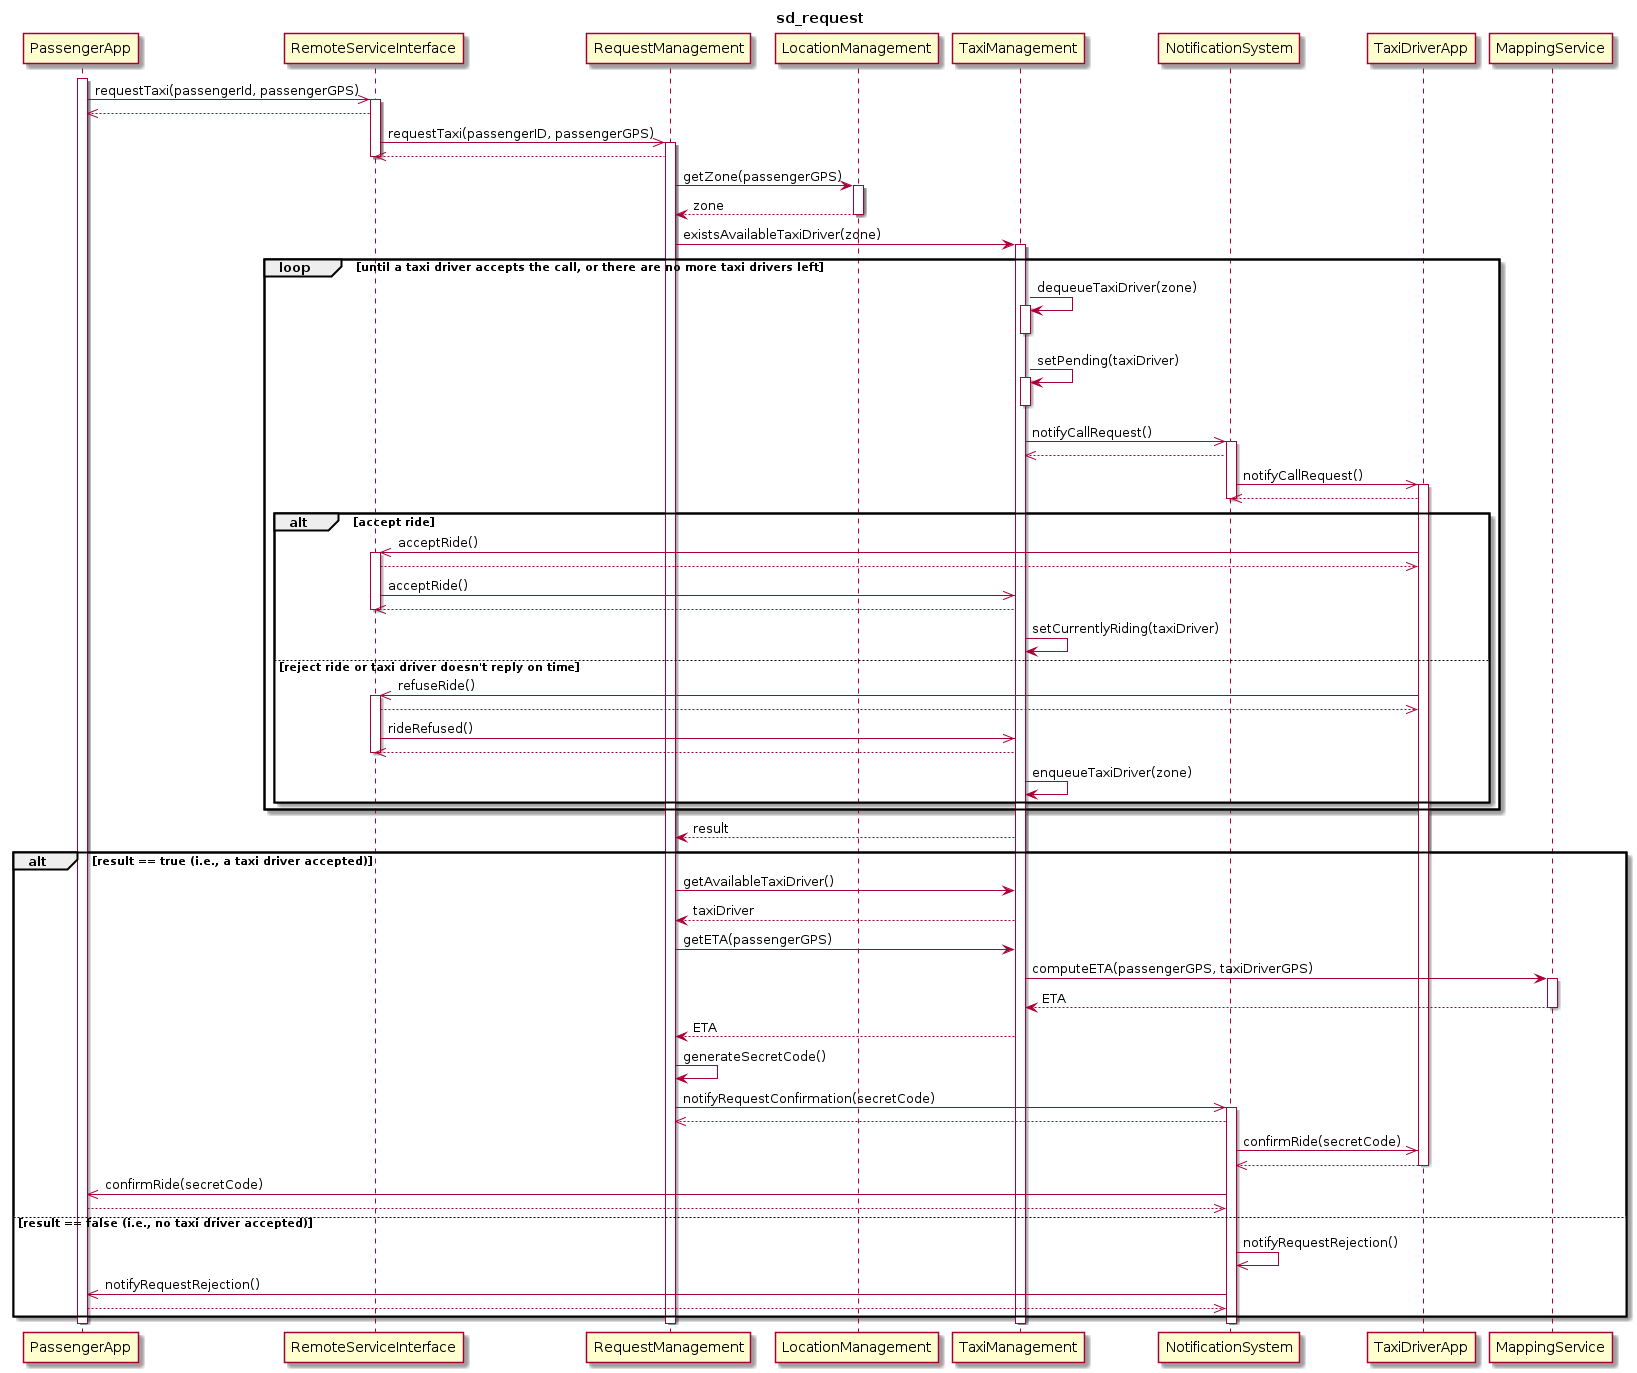 sd_request
PassengerApp RemoteServiceInterface RequestManagement LocationManagement TaxiManagement NotificationSystem TaxiDriverApp MappingService
requestTaxi(passengerId, passengerGPS)
requestTaxi(passengerID, passengerGPS)
getZone(passengerGPS)
zone
existsAvailableTaxiDriver(zone)
loop [until a taxi driver accepts the call, or there are no more taxi drivers left]
dequeueTaxiDriver(zone)
setPending(taxiDriver)
notifyCallRequest()
notifyCallRequest()
alt [accept ride]
acceptRide()
acceptRide()
setCurrentlyRiding(taxiDriver)
[reject ride or taxi driver doesn't reply on time]
refuseRide()
rideRefused()
enqueueTaxiDriver(zone)
result
alt [result == true (i.e., a taxi driver accepted)]
getAvailableTaxiDriver()
taxiDriver
getETA(passengerGPS)
computeETA(passengerGPS, taxiDriverGPS)
ETA
ETA
generateSecretCode()
notifyRequestConfirmation(secretCode)
confirmRide(secretCode)
confirmRide(secretCode)
[result == false (i.e., no taxi driver accepted)]
notifyRequestRejection()
notifyRequestRejection()
PassengerApp RemoteServiceInterface RequestManagement LocationManagement TaxiManagement NotificationSystem TaxiDriverApp MappingService